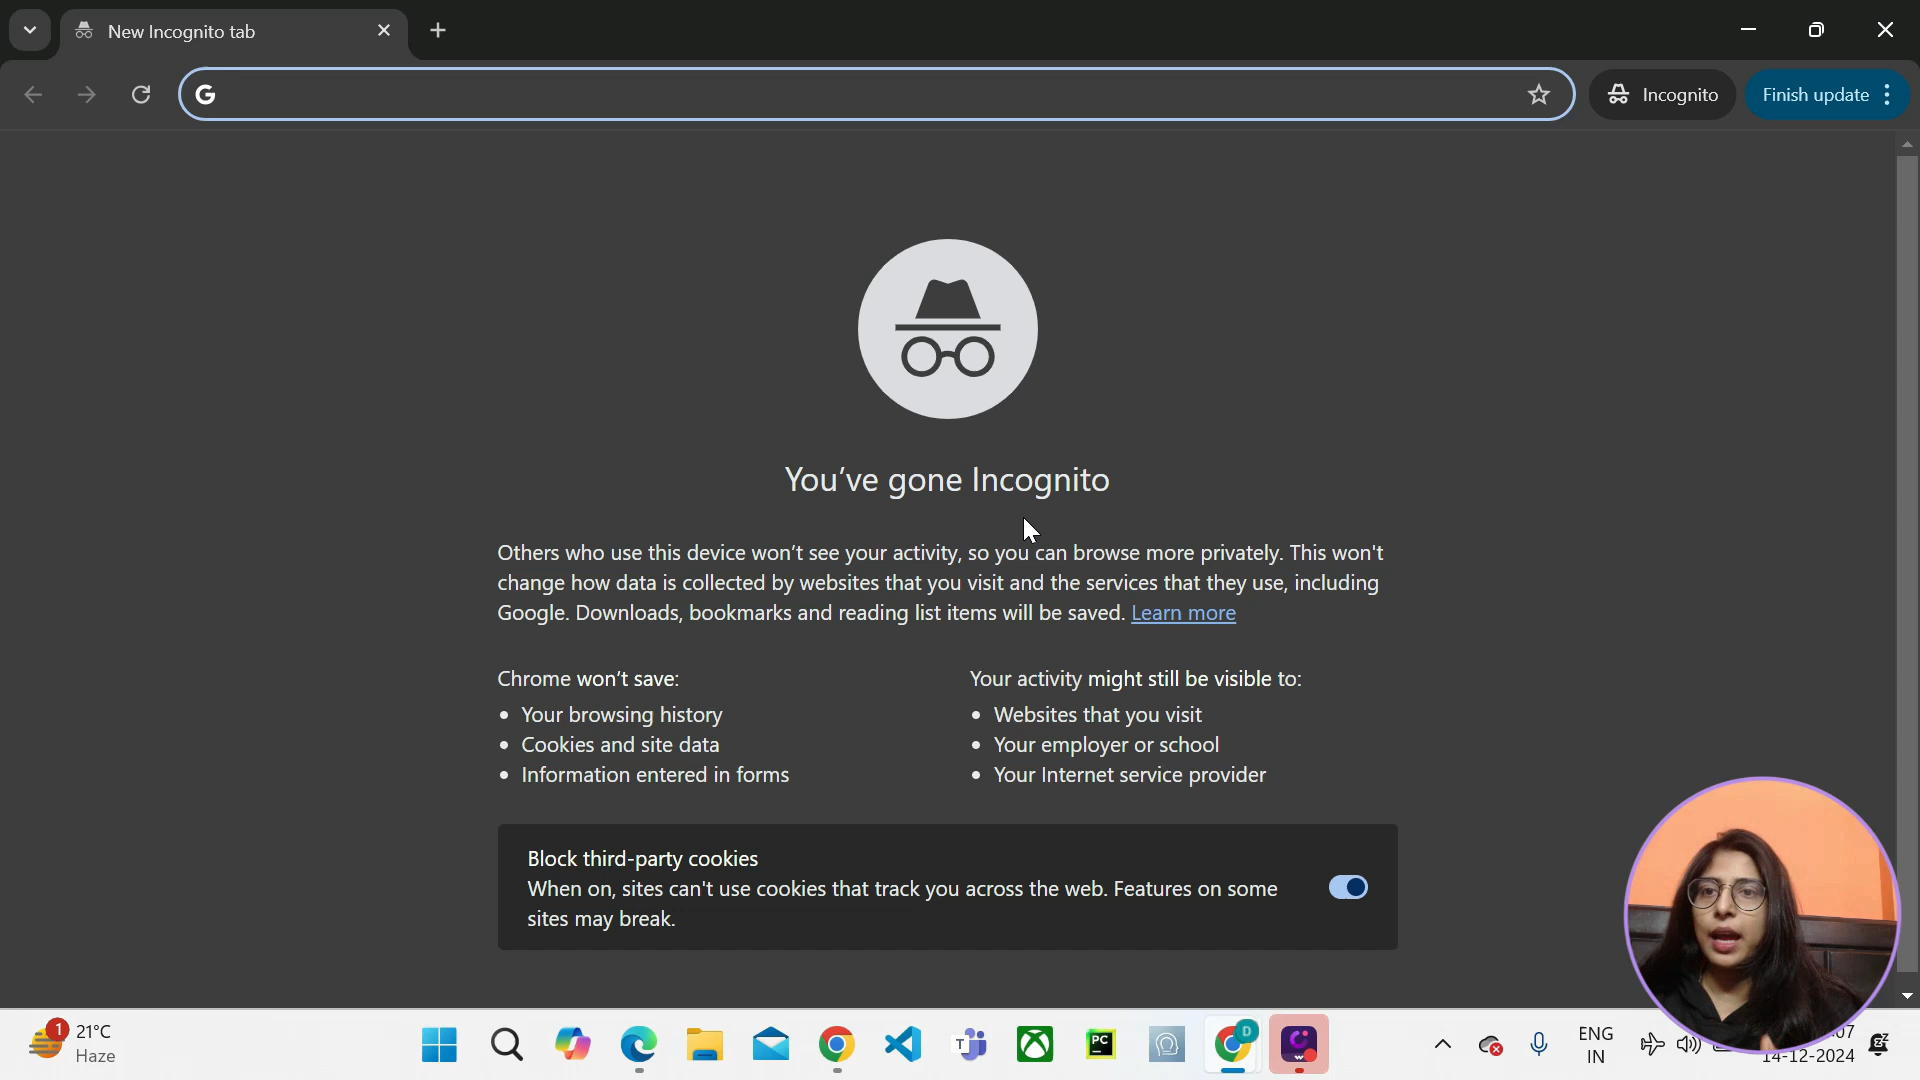 New Incognito tab
Incognito
Finish update
You've gone Incognito
Others who use this device won't see your activity, so you can browse more privately. This won't
change how data is collected by websites that you visit and the services that they use, including
Google. Downloads, bookmarks and reading list items will be saved. Learn more
Chrome won't save:
Your browsing history
Cookies and site data
Information entered in forms
Your activity might still be visible to:
Websites that you visit
Your employer or school
Your Internet service provider
Block third-party cookies
When on, sites can't use cookies that track you across the web. Features on some
sites may break.
1
21°C
Haze
PC
T
D
ENG
IN
14-12-2024